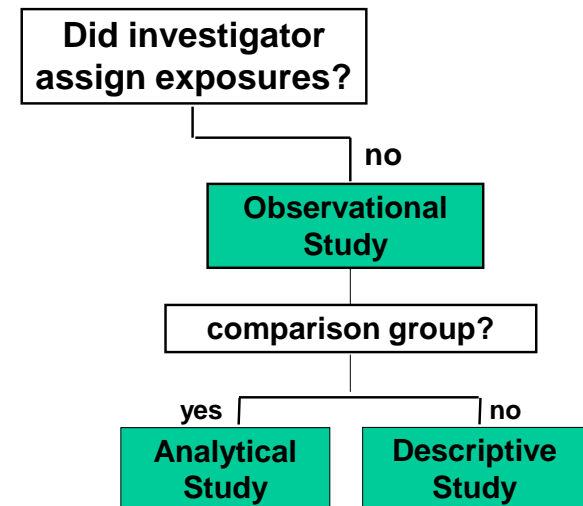 Did investigator
assign exposures?
no
Observational
Study
comparison group?
yes
no
Analytical
Study
Descriptive
Study